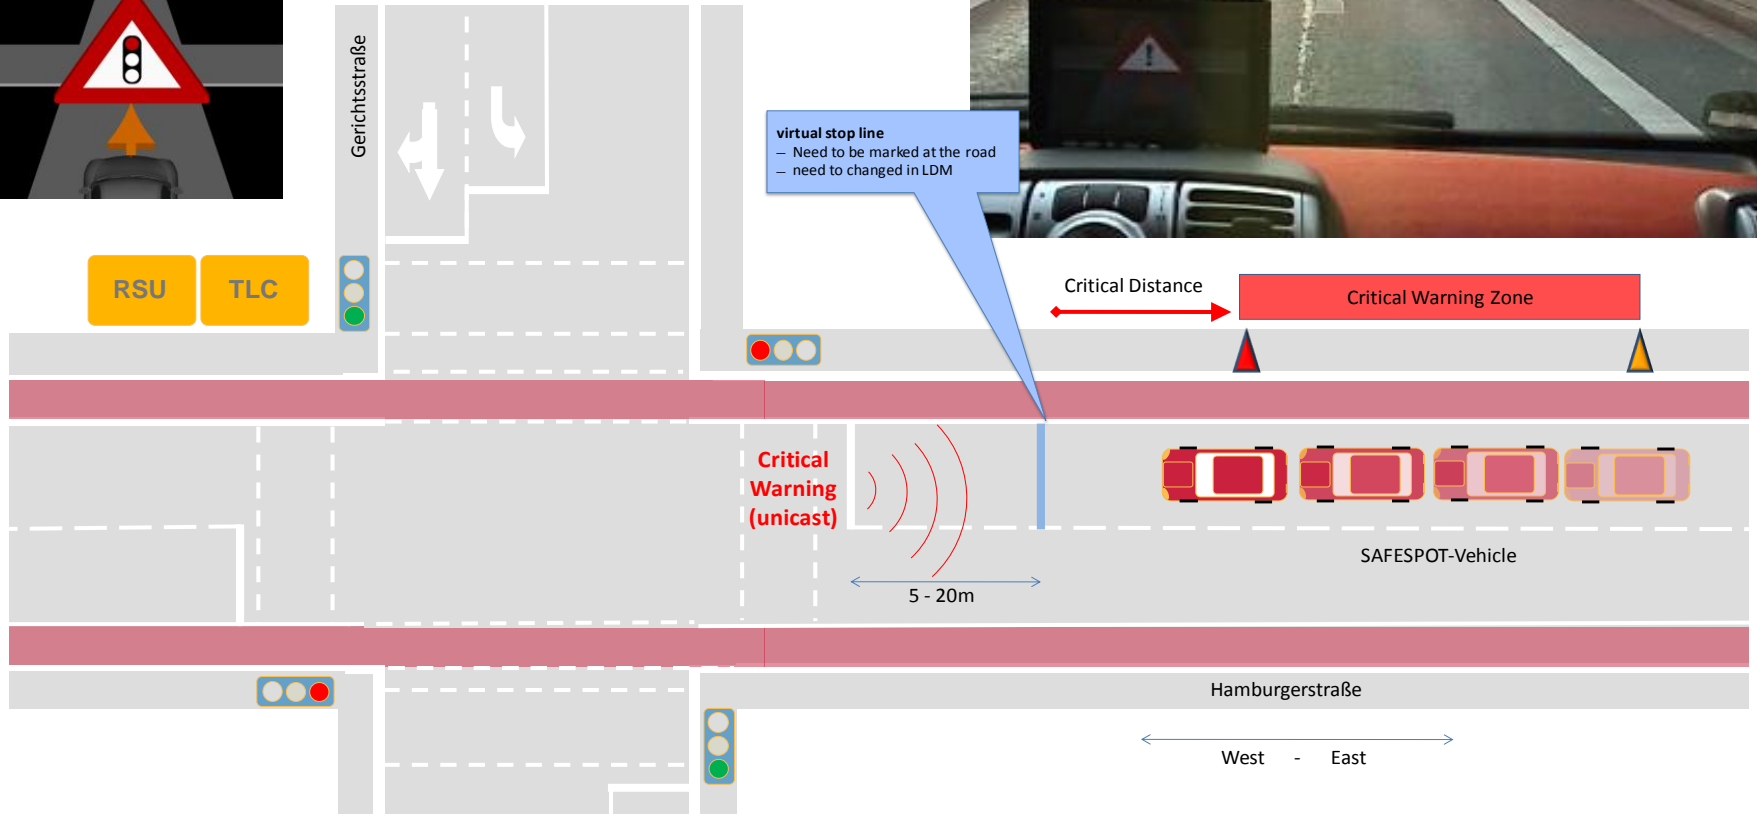 Gerichtsstraße
virtual stop line
– Need to be marked at the road
– need to changed in LDM
RSU
TLC
Critical Distance
Critical Warning Zone
Critical
Warning
(unicast)
SAFESPOT-Vehicle
5 - 20m
Hamburgerstraße
West - East